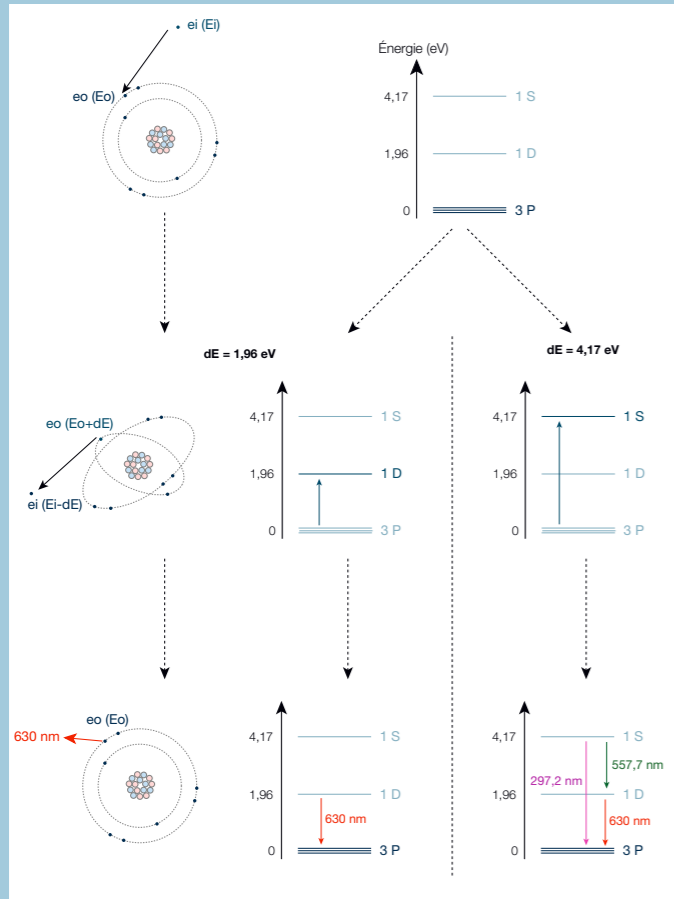 ei (Ei)
eo (Eo)
Énergie (eV)
4,17
1 S
1,96
1 D
0
3 P
dE = 1,96 eV
dE = 4,17 eV
eo (Eo+dE)
ei (Ei-dE)
4,17
1 S
1,96
1 D
0
3 P
4,17
1 S
1,96
1 D
0
3 P
eo (Eo)
630 nm
4,17
1 S
1,96
1 D
630 nm
0
3 P
4,17
1 S
557,7 nm
297,2 nm
1,96
1 D
630 nm
0
3 P